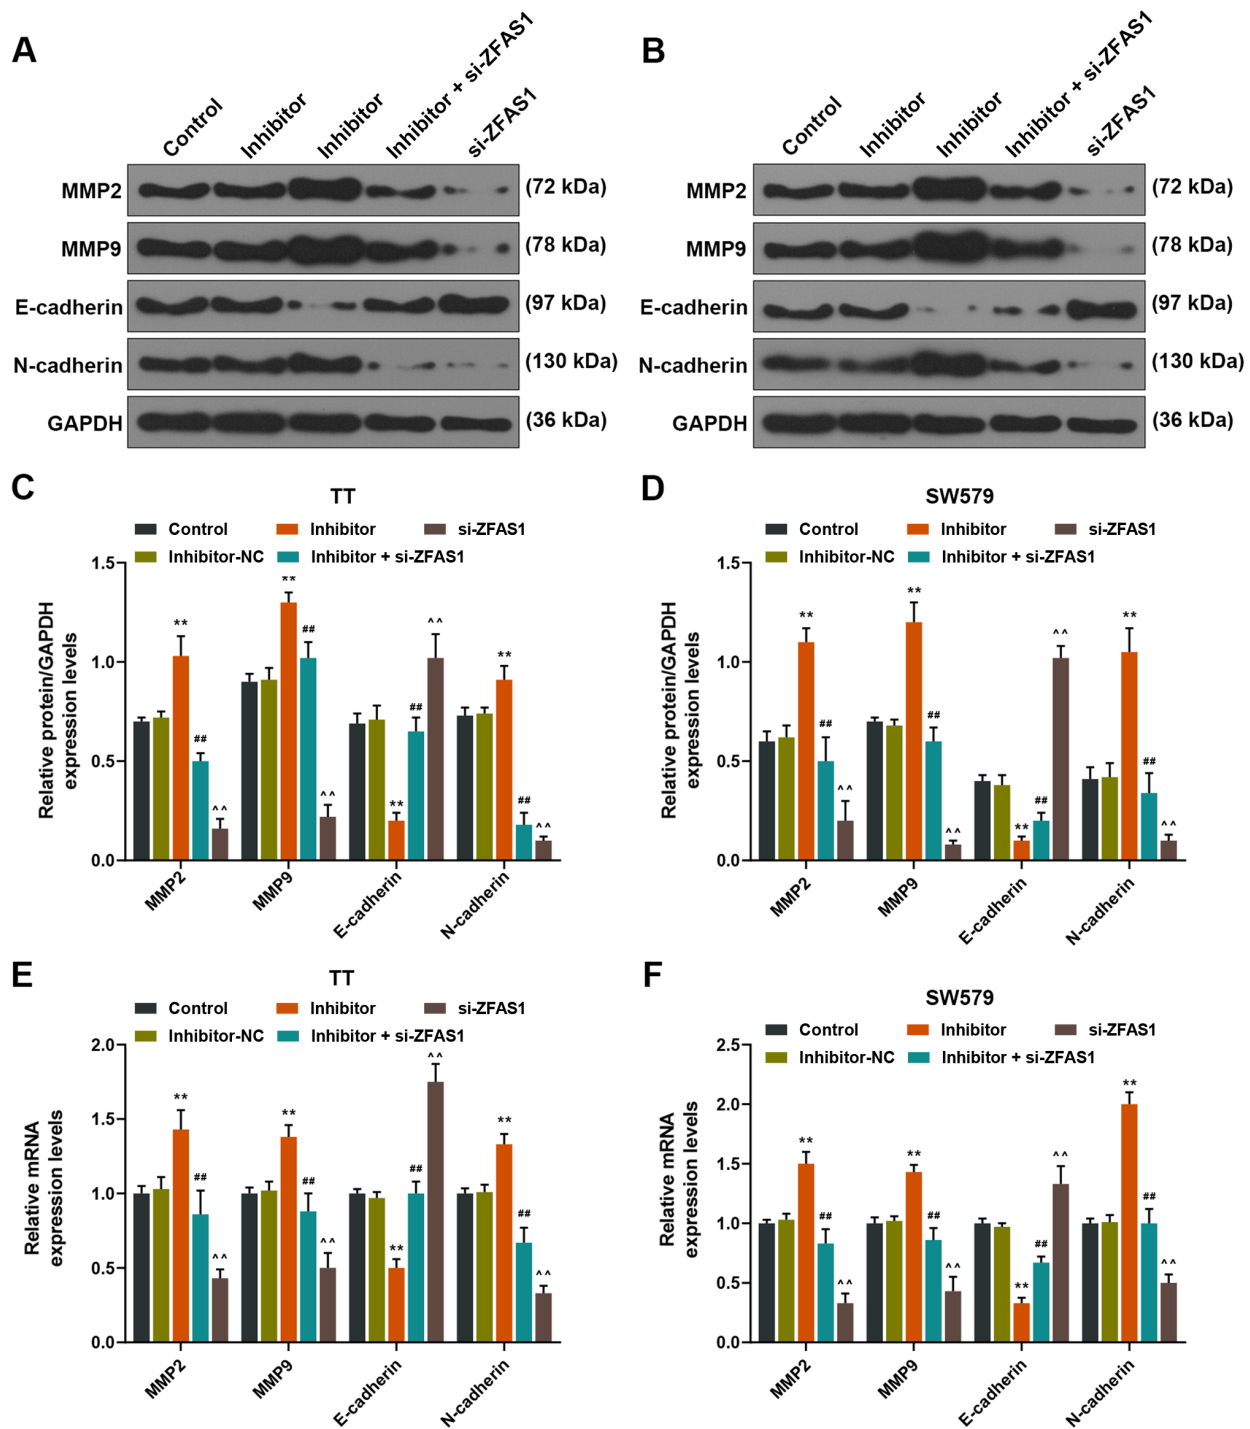 A
Control
Inhibitor
Inhibitor
Inhibitor + si-ZFAS1
si-ZFAS1
MMP2
(72 kDa)
MMP9
(78 kDa)
E-cadherin
(97 kDa)
N-cadherin
(130 kDa)
GAPDH
(36 kDa)
B
Control
Inhibitor
Inhibitor
Inhibitor + si-ZFAS1
si-ZFAS1
MMP2
(72 kDa)
MMP9
(78 kDa)
E-cadherin
(97 kDa)
N-cadherin
(130 kDa)
GAPDH
(36 kDa)
C
TT
Control
Inhibitor
si-ZFAS1
Inhibitor-NC
Inhibitor + si-ZFAS1
Relative protein/GAPDH
expression levels
1.5
1.0
0.5
0.0
**
##
^^
**
##
^^
**
##
^^
**
##
^^
MMP2
MMP9
E-cadherin
N-cadherin
D
SW579
Control
Inhibitor
si-ZFAS1
Inhibitor-NC
Inhibitor + si-ZFAS1
Relative protein/GAPDH
expression levels
1.5
1.0
0.5
0.0
**
##
^^
**
##
^^
**
##
^^
**
##
^^
MMP2
MMP9
E-cadherin
N-cadherin
E
TT
Control
Inhibitor
si-ZFAS1
Inhibitor-NC
Inhibitor + si-ZFAS1
Relative mRNA
expression levels
2.0
1.5
1.0
0.5
0.0
**
##
^^
**
##
^^
**
##
^^
**
##
^^
MMP2
MMP9
E-cadherin
N-cadherin
F
SW579
Control
Inhibitor
si-ZFAS1
Inhibitor-NC
Inhibitor + si-ZFAS1
Relative mRNA
expression levels
2.5
2.0
1.5
1.0
0.5
0.0
**
##
^^
**
##
^^
**
##
^^
**
##
^^
MMP2
MMP9
E-cadherin
N-cadherin